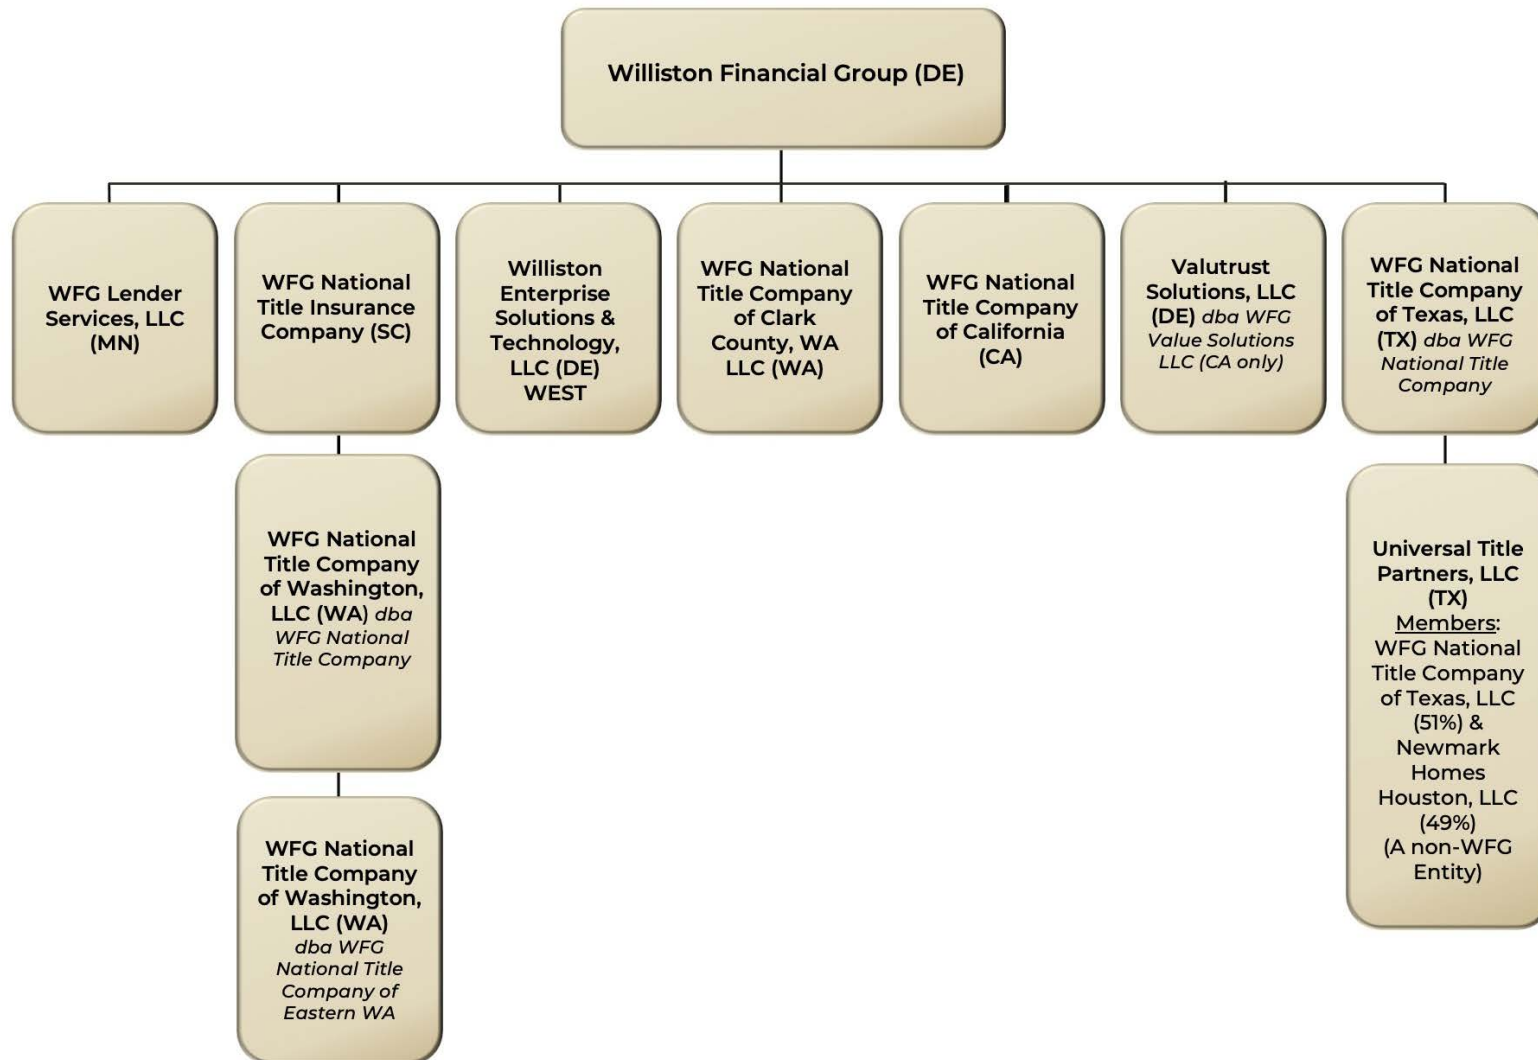 Williston Financial Group (DE)
WFG Lender
Services, LLC
(MN)
WFG National
Title Insurance
Company (SC)
Williston
Enterprise
Solutions &
Technology,
LLC (DE)
WEST
WFG National
Title Company
of Clark
County, WA
LLC (WA)
WFG National
Title Company
of California
(CA)
Valutrust
Solutions, LLC
(DE) dba WFG
Value Solutions
LLC (CA only)
WFG National
Title Company
of Texas, LLC
(TX) dba WFG
National Title
Company
WFG National
Title Company
of Washington,
LLC (WA) dba
WFG National
Title Company
Universal Title
Partners, LLC
(TX)
Members:
WFG National
Title Company
of Texas, LLC
(51%) &
Newmark
Homes
Houston, LLC
(49%)
(A non-WFG
Entity)
WFG National
Title Company
of Washington,
LLC (WA)
dba WFG
National Title
Company of
Eastern WA